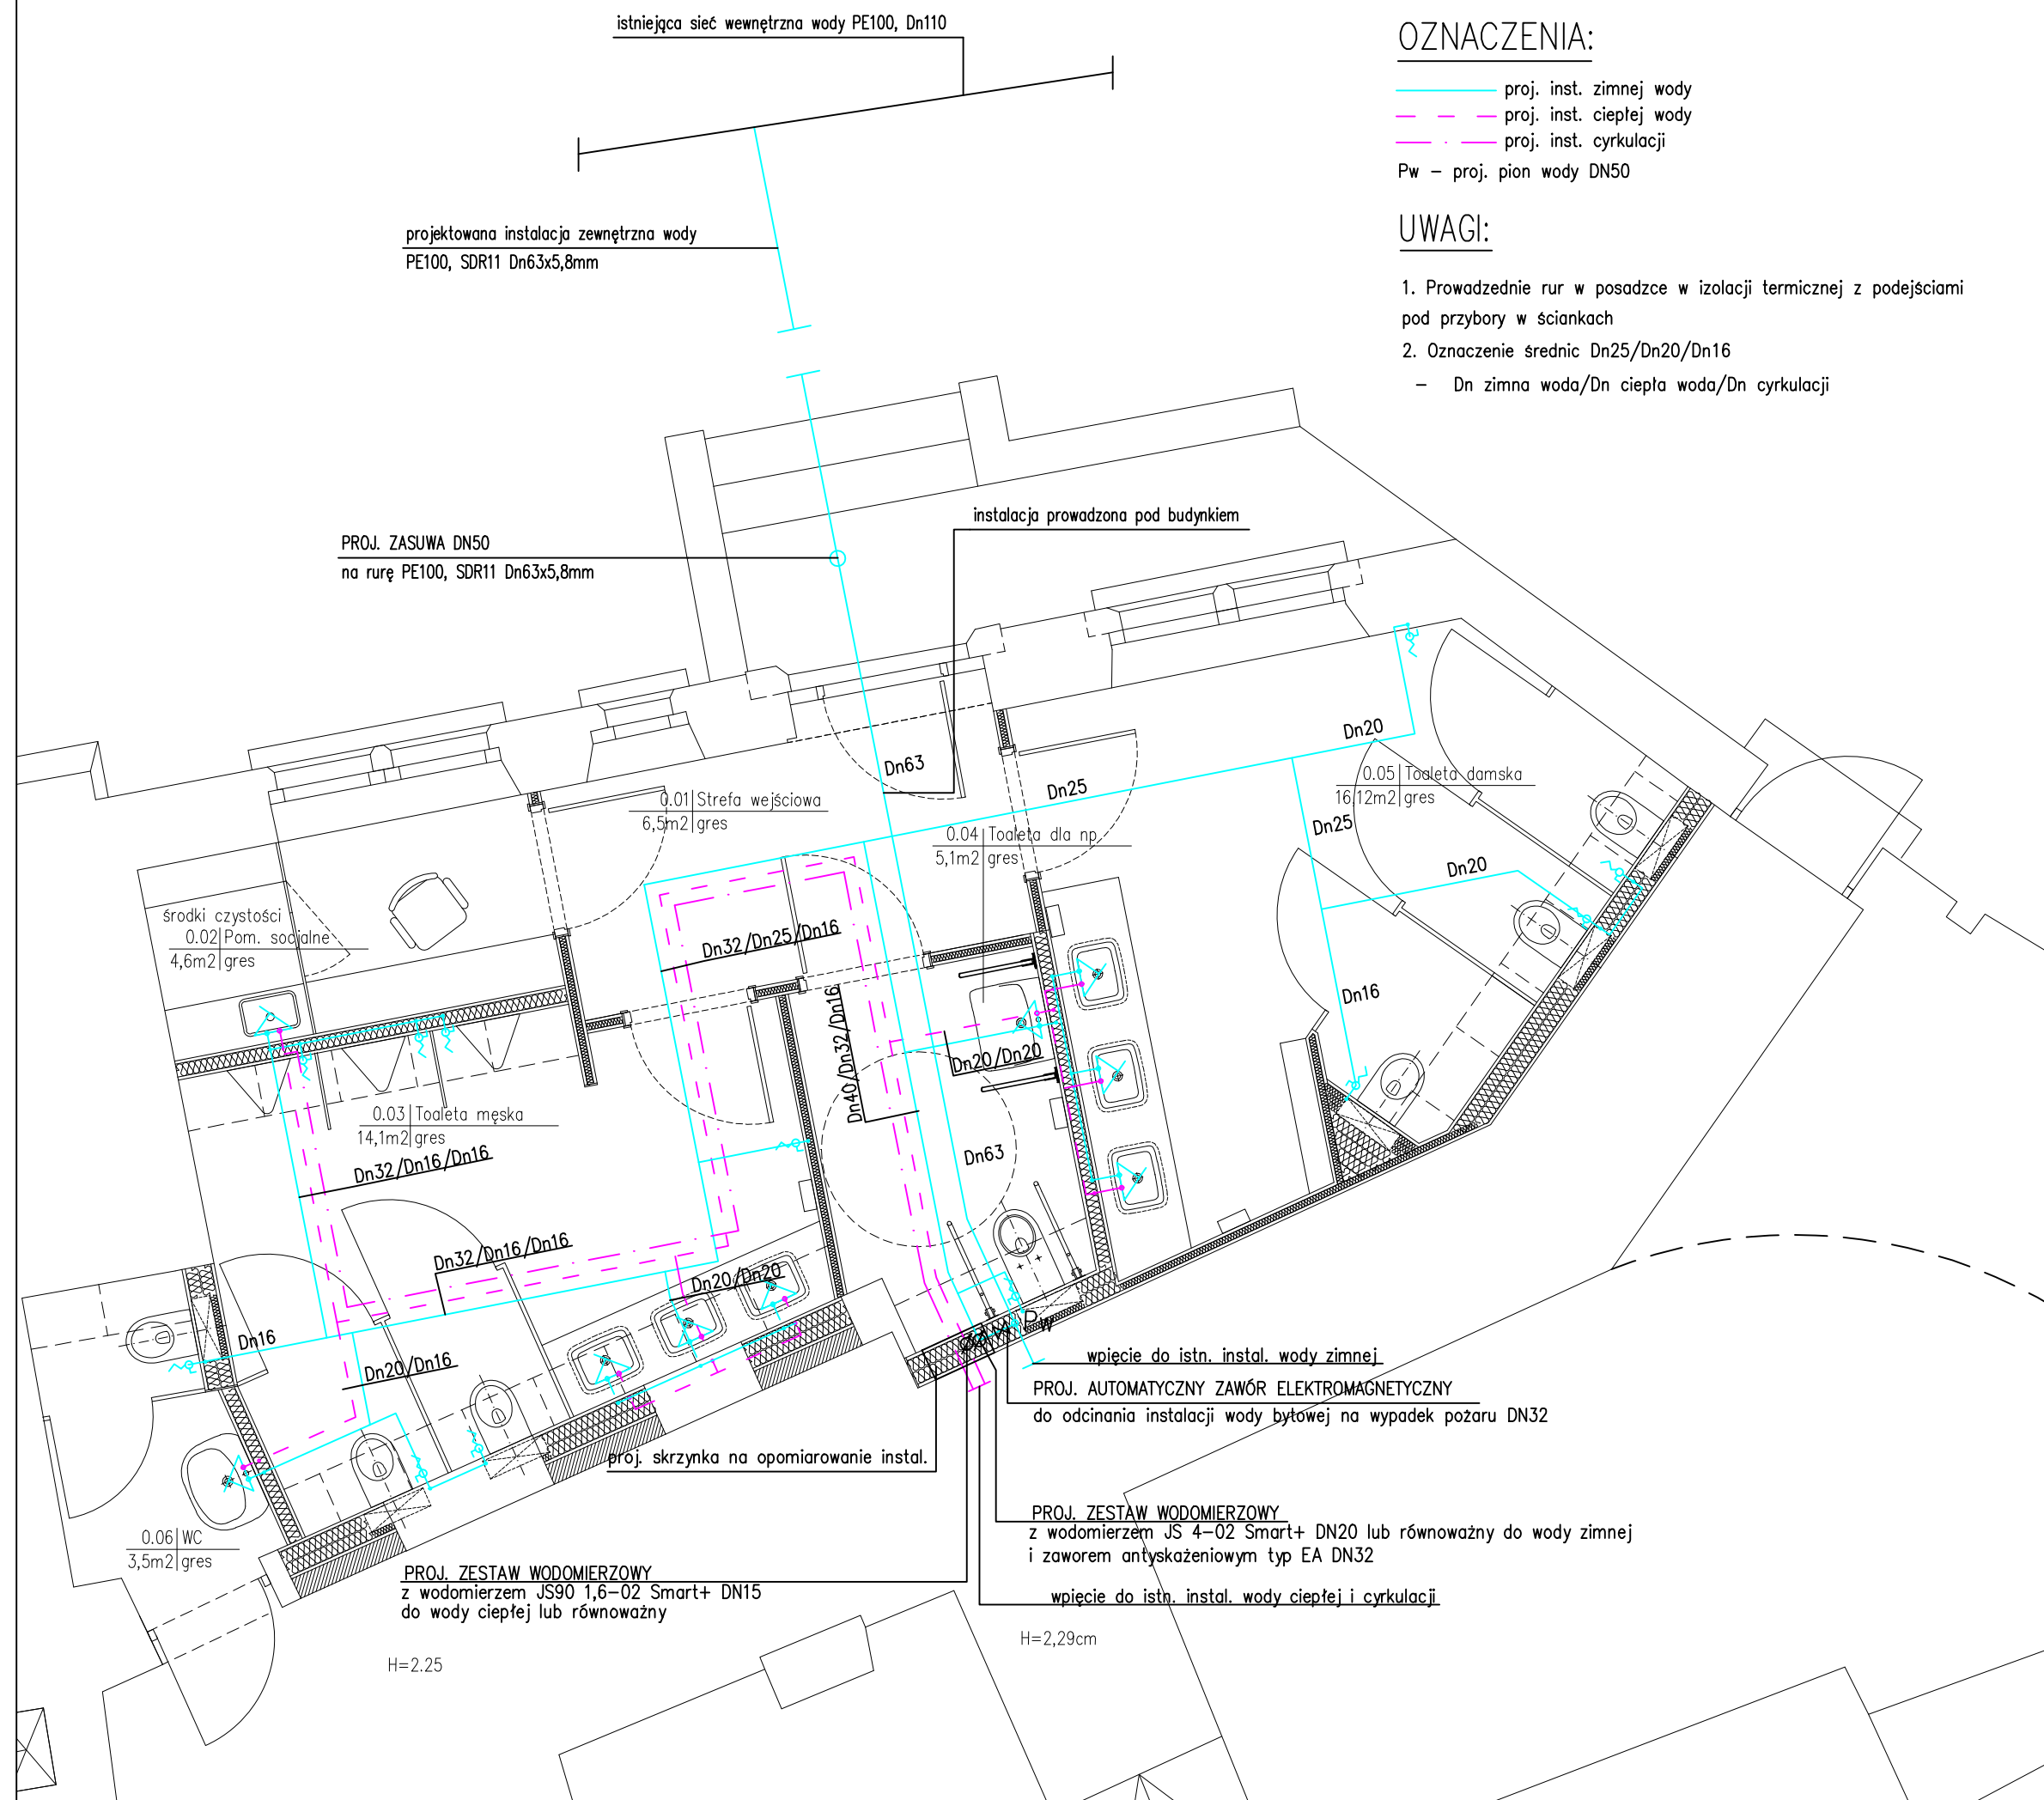 istniejąca sieć wewnętrzna wody PE100, Dn110
OZNACZENIA:
proj. inst. zimnej wody
proj. inst. ciepłej wody
proj. inst. cyrkulacji
Pw – proj. pion wody DN50
UWAGI:
1. Prowadzednie rur w posadzce w izolacji termicznej z podejściami
pod przybory w ściankach
2. Oznaczenie średnic Dn25/Dn20/Dn16
– Dn zimna woda/Dn ciepła woda/Dn cyrkulacji
projektowana instalacja zewnętrzna wody
PE100, SDR11 Dn63x5,8mm
instalacja prowadzona pod budynkiem
PROJ. ZASUWA DN50
na rurę PE100, SDR11 Dn63x5,8mm
Dn20
Dn63
Dn25
0.05 Toaleta damska
16,12m2 gres
0.01 Strefa wejściowa
6,5m2 gres
Dn25
0.04 Toaleta dla np
5,1m2 gres
Dn20
środki czystości
0.02 Pom. socjalne
4,6m2 gres
Dn32/Dn25/Dn16
Dn16
Dn40/Dn32/Dn16
Dn20/Dn20
0.03 Toaleta męska
14,1m2 gres
Dn32/Dn16/Dn16
Dn63
Dn32/Dn16/Dn16
Dn20/Dn20
Dn16
Dn20/Dn16
Pw
wpięcie do istn. instal. wody zimnej
PROJ. AUTOMATYCZNY ZAWÓR ELEKTROMAGNETYCZNY
do odcinania instalacji wody bytowej na wypadek pożaru DN32
proj. skrzynka na opomiarowanie instal.
PROJ. ZESTAW WODOMIERZOWY
z wodomierzem JS 4–02 Smart+ DN20 lub równoważny do wody zimnej
i zaworem antyskażeniowym typ EA DN32
0.06 WC
3,5m2 gres
PROJ. ZESTAW WODOMIERZOWY
z wodomierzem JS90 1,6–02 Smart+ DN15
do wody ciepłej lub równoważny
wpięcie do istn. instal. wody ciepłej i cyrkulacji
H=2,29cm
H=2.25